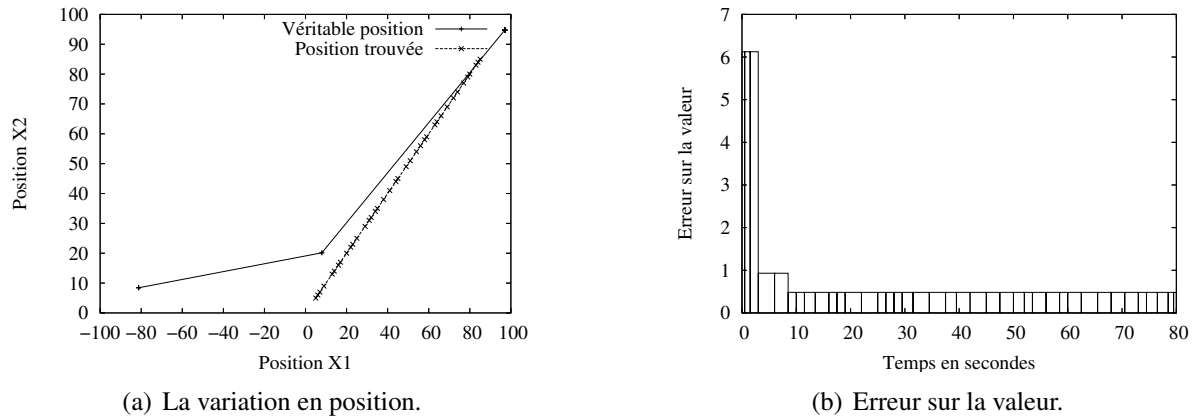 100
90
80
70
60
50
40
30
20
10
0
Position X2
Véritable position
Position trouvée
−100 −80 −60 −40 −20 0 20 40 60 80 100
Position X1
(a) La variation en position.
7
6
5
4
3
2
1
0
Erreur sur la valeur
0 10 20 30 40 50 60 70 80
Temps en secondes
(b) Erreur sur la valeur.